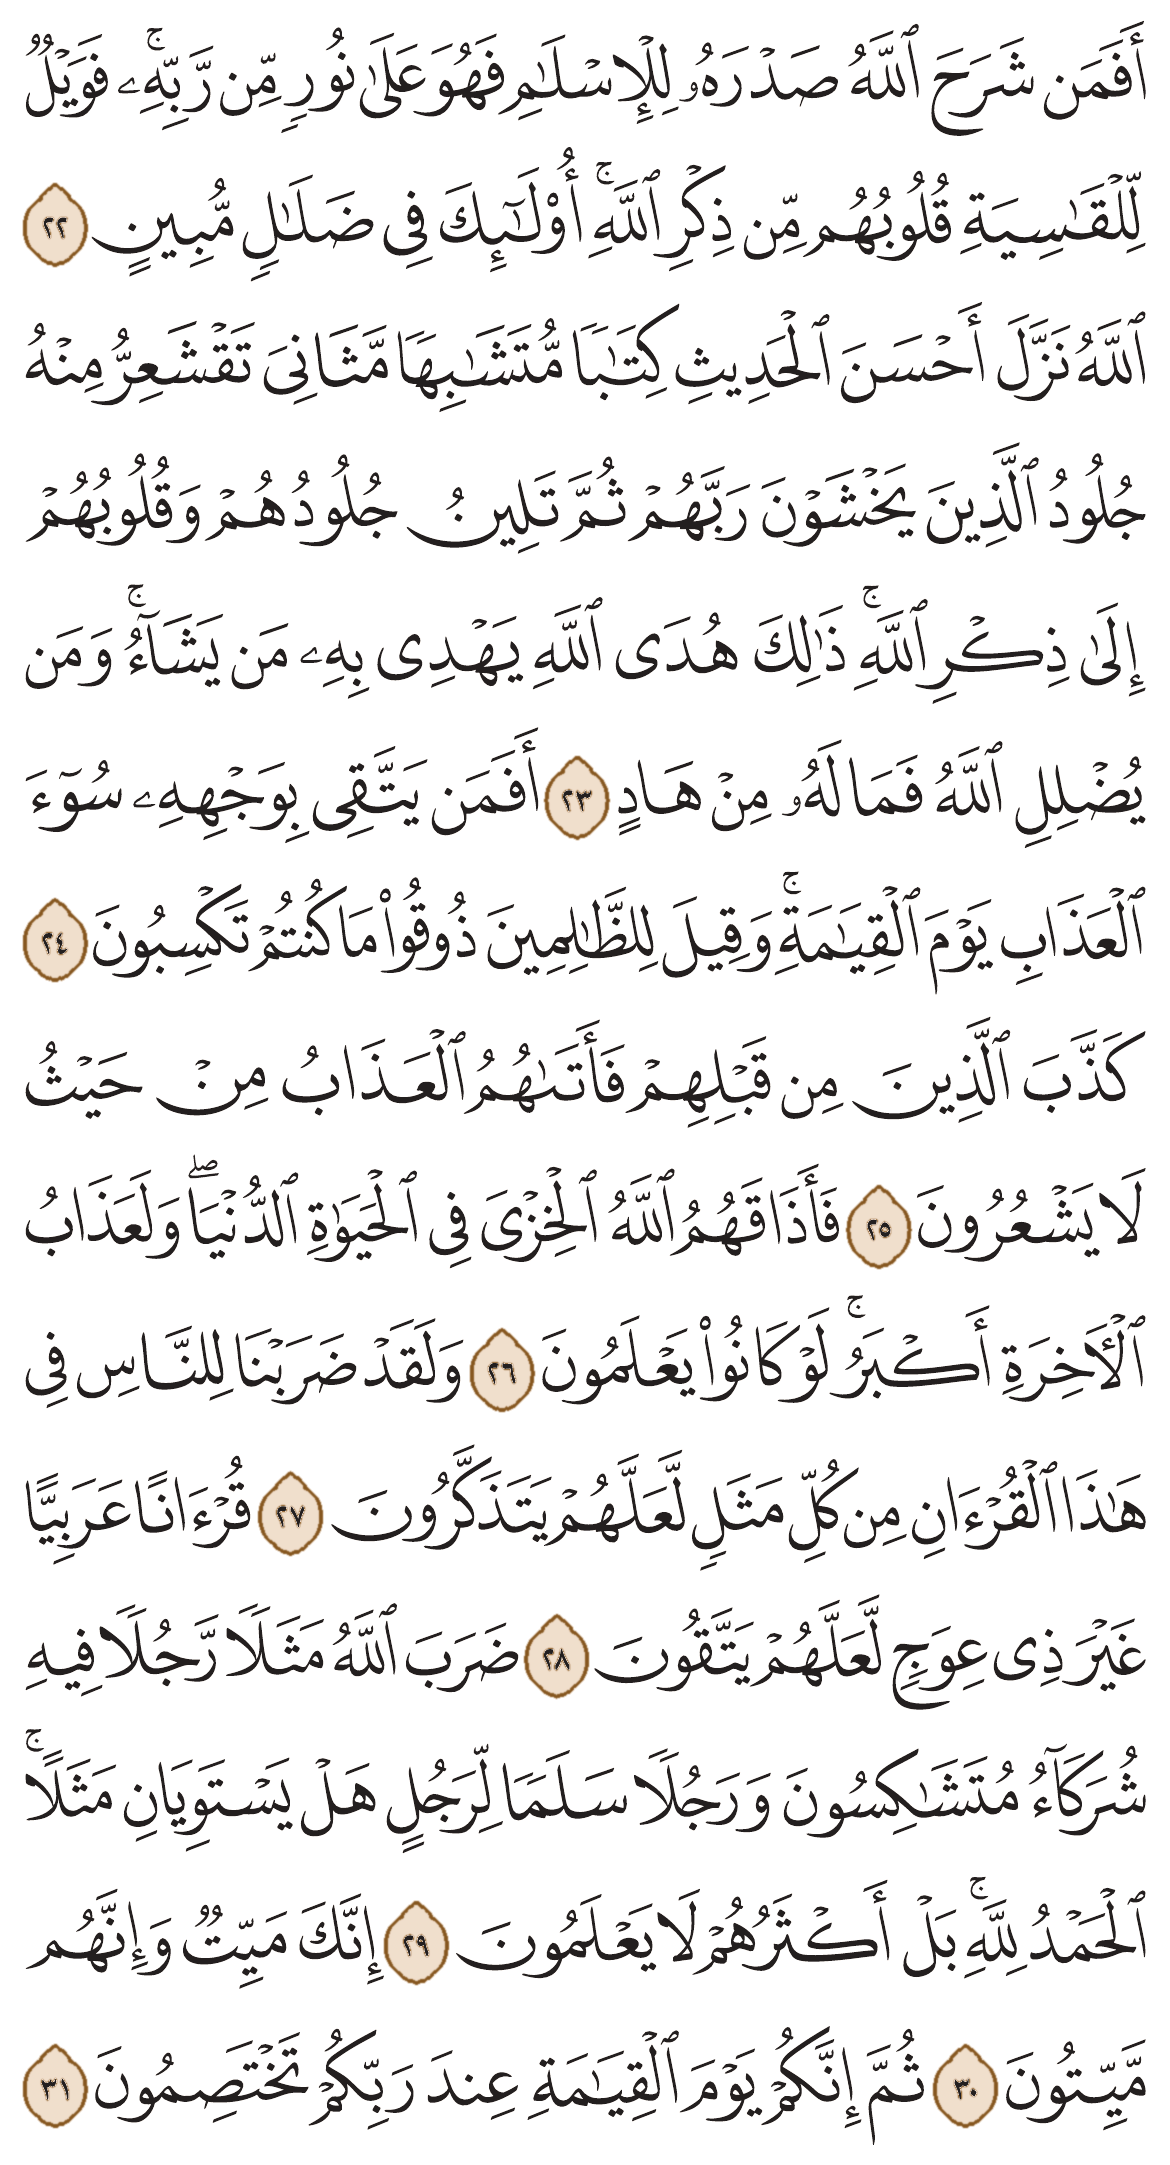 أَفَمَن شَرَحَ ٱللَّهُ صَدۡرَهُۥ لِلۡإِسۡلَٰمِ فَهُوَ عَلَىٰ نُورٖ مِّن رَّبِّهِۦۚ فَوَيۡلٞ
لِّلۡقَٰسِيَةِ قُلُوبُهُم مِّن ذِكۡرِ ٱللَّهِۚ أُوْلَٰٓئِكَ فِي ضَلَٰلٖ مُّبِينٍ ٢٢
ٱللَّهُ نَزَّلَ أَحۡسَنَ ٱلۡحَدِيثِ كِتَٰبٗا مُّتَشَٰبِهٗا مَّثَانِيَ تَقۡشَعِرُّ مِنۡهُ
جُلُودُ ٱلَّذِينَ يَخۡشَوۡنَ رَبَّهُمۡ ثُمَّ تَلِينُ جُلُودُهُمۡ وَقُلُوبُهُمۡ
إِلَىٰ ذِكۡرِ ٱللَّهِۚ ذَٰلِكَ هُدَى ٱللَّهِ يَهۡدِي بِهِۦ مَن يَشَآءُۚ وَمَن
يُضۡلِلِ ٱللَّهُ فَمَا لَهُۥ مِنۡ هَادٍ ٢٣ أَفَمَن يَتَّقِي بِوَجۡهِهِۦ سُوٓءَ
ٱلۡعَذَابِ يَوۡمَ ٱلۡقِيَٰمَةِۚ وَقِيلَ لِلظَّٰلِمِينَ ذُوقُواْ مَا كُنتُمۡ تَكۡسِبُونَ ٢٤
كَذَّبَ ٱلَّذِينَ مِن قَبۡلِهِمۡ فَأَتَىٰهُمُ ٱلۡعَذَابُ مِنۡ حَيۡثُ
لَا يَشۡعُرُونَ ٢٥ فَأَذَاقَهُمُ ٱللَّهُ ٱلۡخِزۡيَ فِي ٱلۡحَيَوٰةِ ٱلدُّنۡيَاۖ وَلَعَذَابُ
ٱلۡأٓخِرَةِ أَكۡبَرُۚ لَوۡ كَانُواْ يَعۡلَمُونَ ٢٦ وَلَقَدۡ ضَرَبۡنَا لِلنَّاسِ فِي
هَٰذَا ٱلۡقُرۡءَانِ مِن كُلِّ مَثَلٖ لَّعَلَّهُمۡ يَتَذَكَّرُونَ ٢٧ قُرۡءَانًا عَرَبِيًّا
غَيۡرَ ذِي عِوَجٖ لَّعَلَّهُمۡ يَتَّقُونَ ٢٨ ضَرَبَ ٱللَّهُ مَثَلٗا رَّجُلٗا فِيهِ
شُرَكَآءُ مُتَشَٰكِسُونَ وَرَجُلٗا سَلَمٗا لِّرَجُلٍ هَلۡ يَسۡتَوِيَانِ مَثَلًاۚ
ٱلۡحَمۡدُ لِلَّهِۚ بَلۡ أَكۡثَرُهُمۡ لَا يَعۡلَمُونَ ٢٩ إِنَّكَ مَيِّتٞ وَإِنَّهُم
مَّيِّتُونَ ٣٠ ثُمَّ إِنَّكُمۡ يَوۡمَ ٱلۡقِيَٰمَةِ عِندَ رَبِّكُمۡ تَخۡتَصِمُونَ ٣١